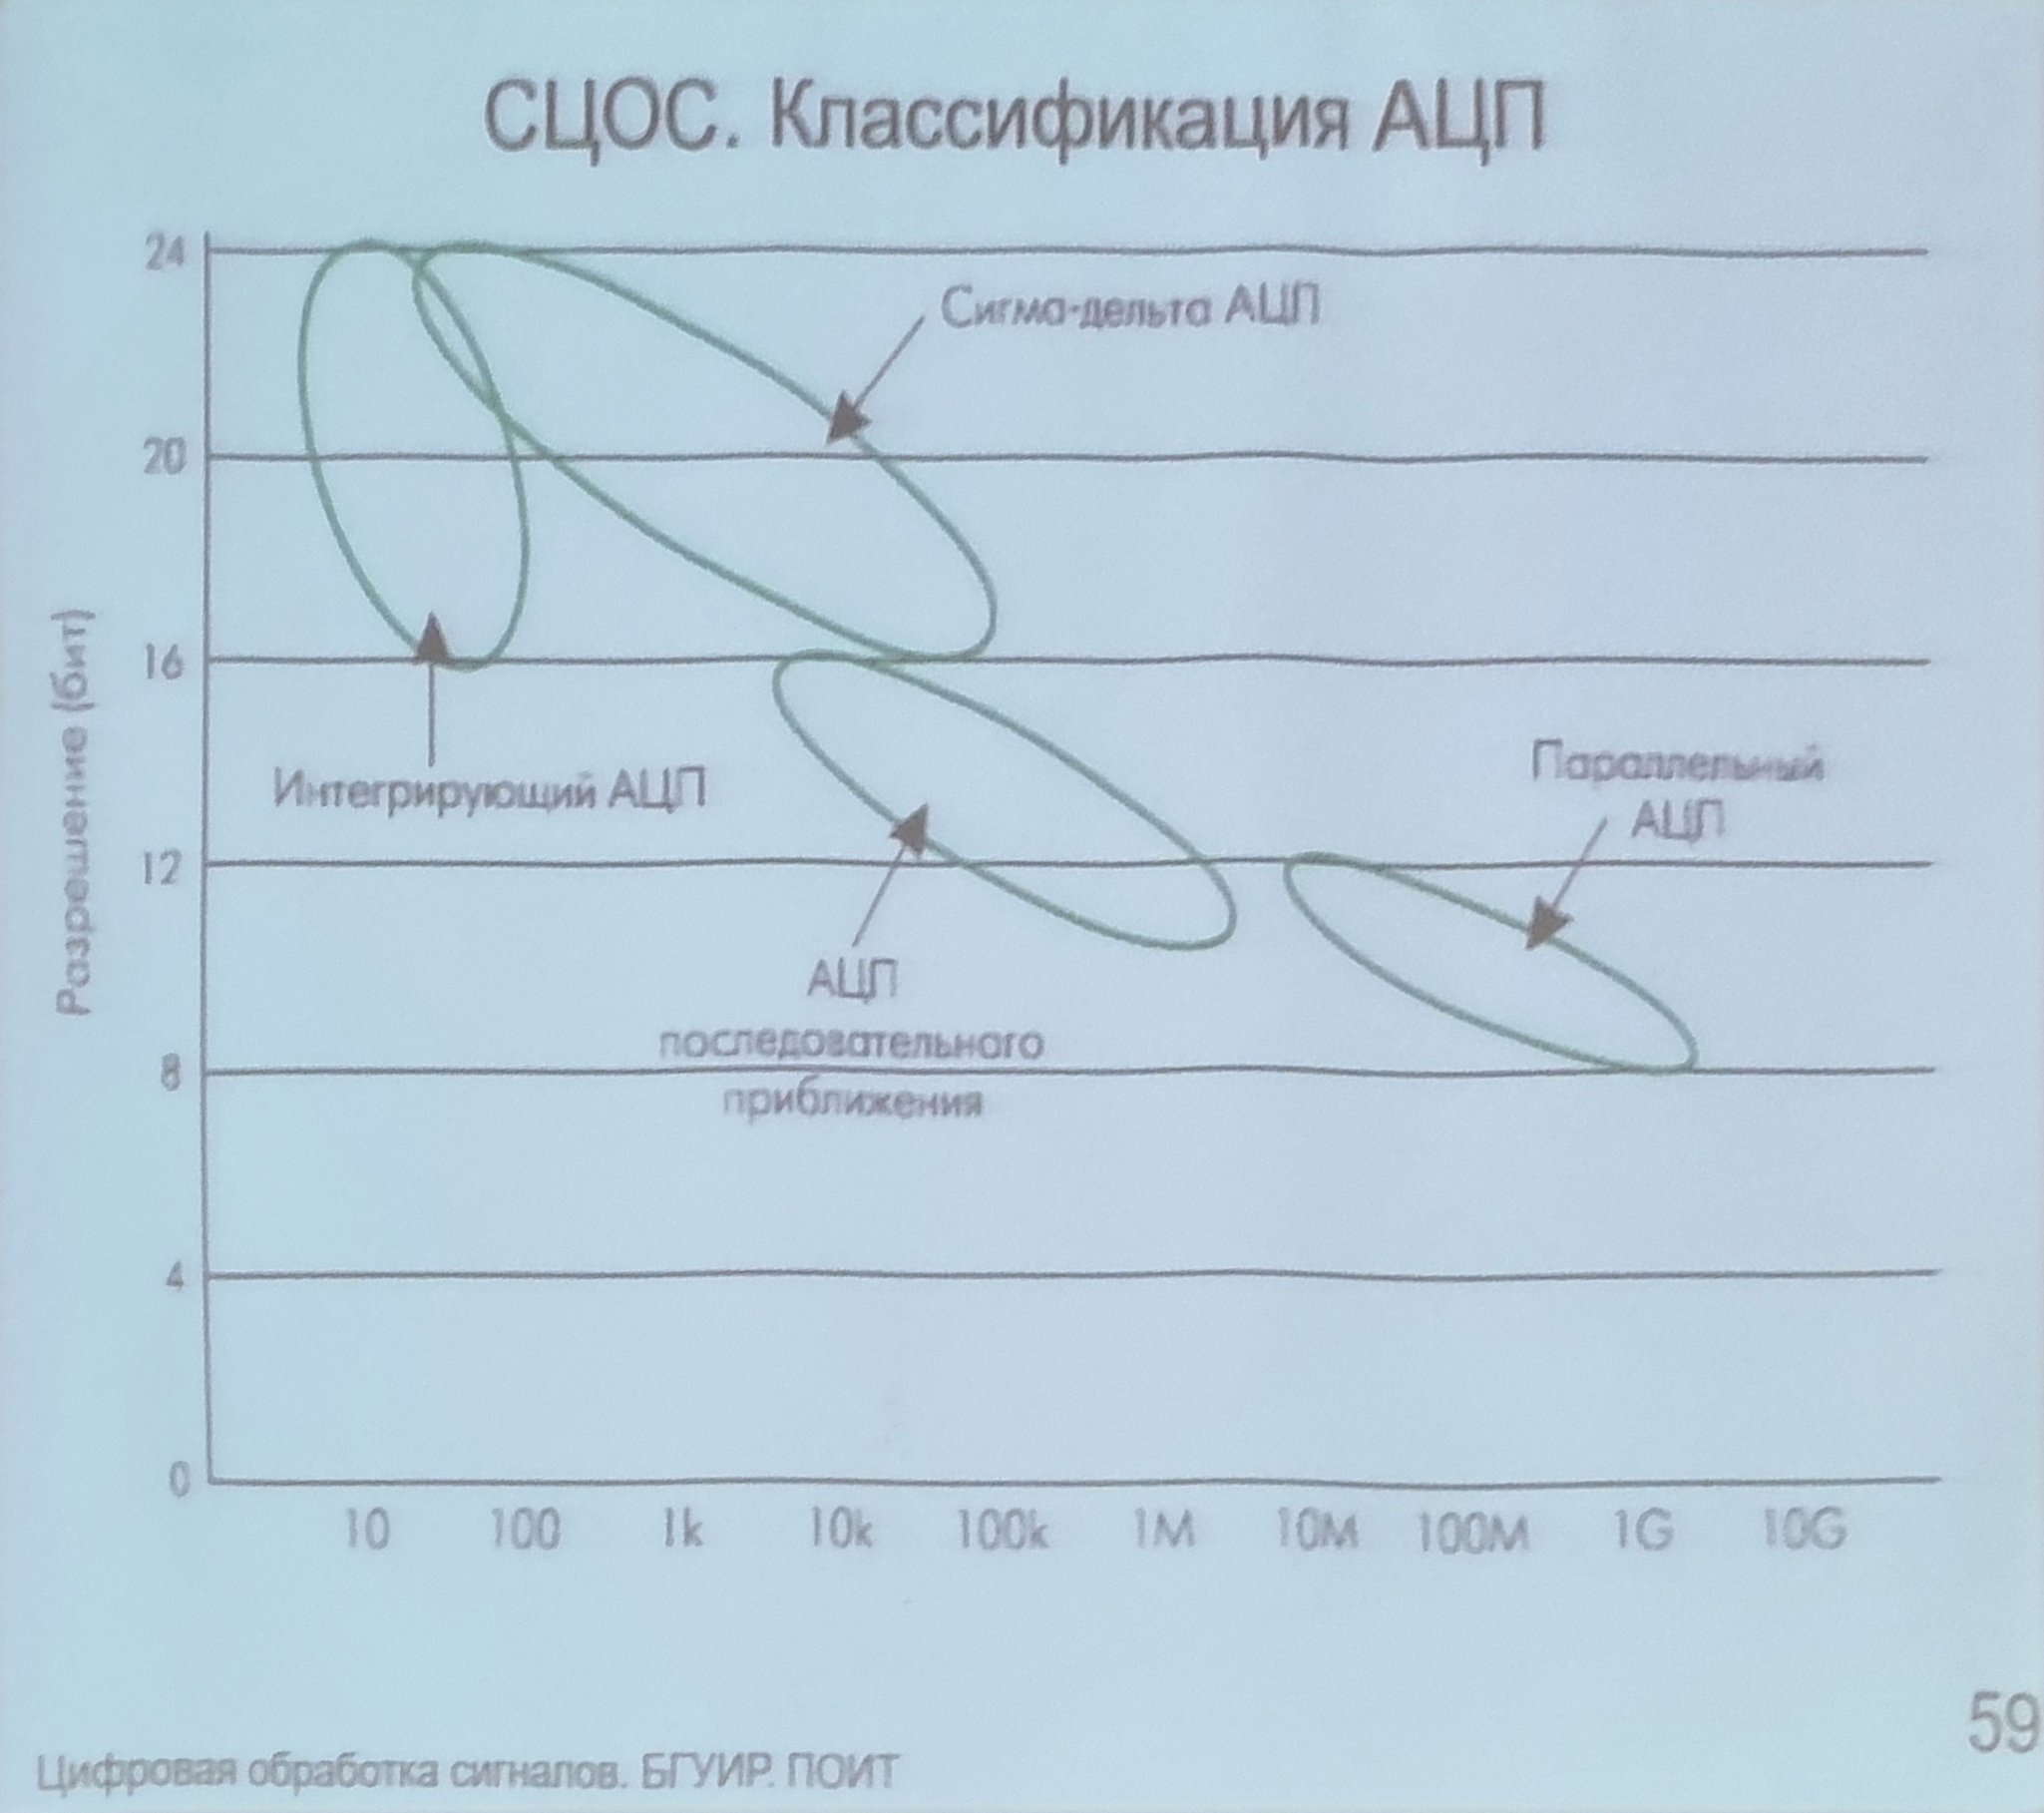 СЦОС. Классификация АЦП
24
Сигма-дельта АЦП
20
16
Разрешение (бит)
Интегрирующий АЦП
Параллельный
АЦП
12
АЦП
последовательного
приближения
8
4
0
10 100 1k 10k 100k 1M 10M 100M 1G 10G
59
Цифровая обработка сигналов. БГУИР. ПОИТ